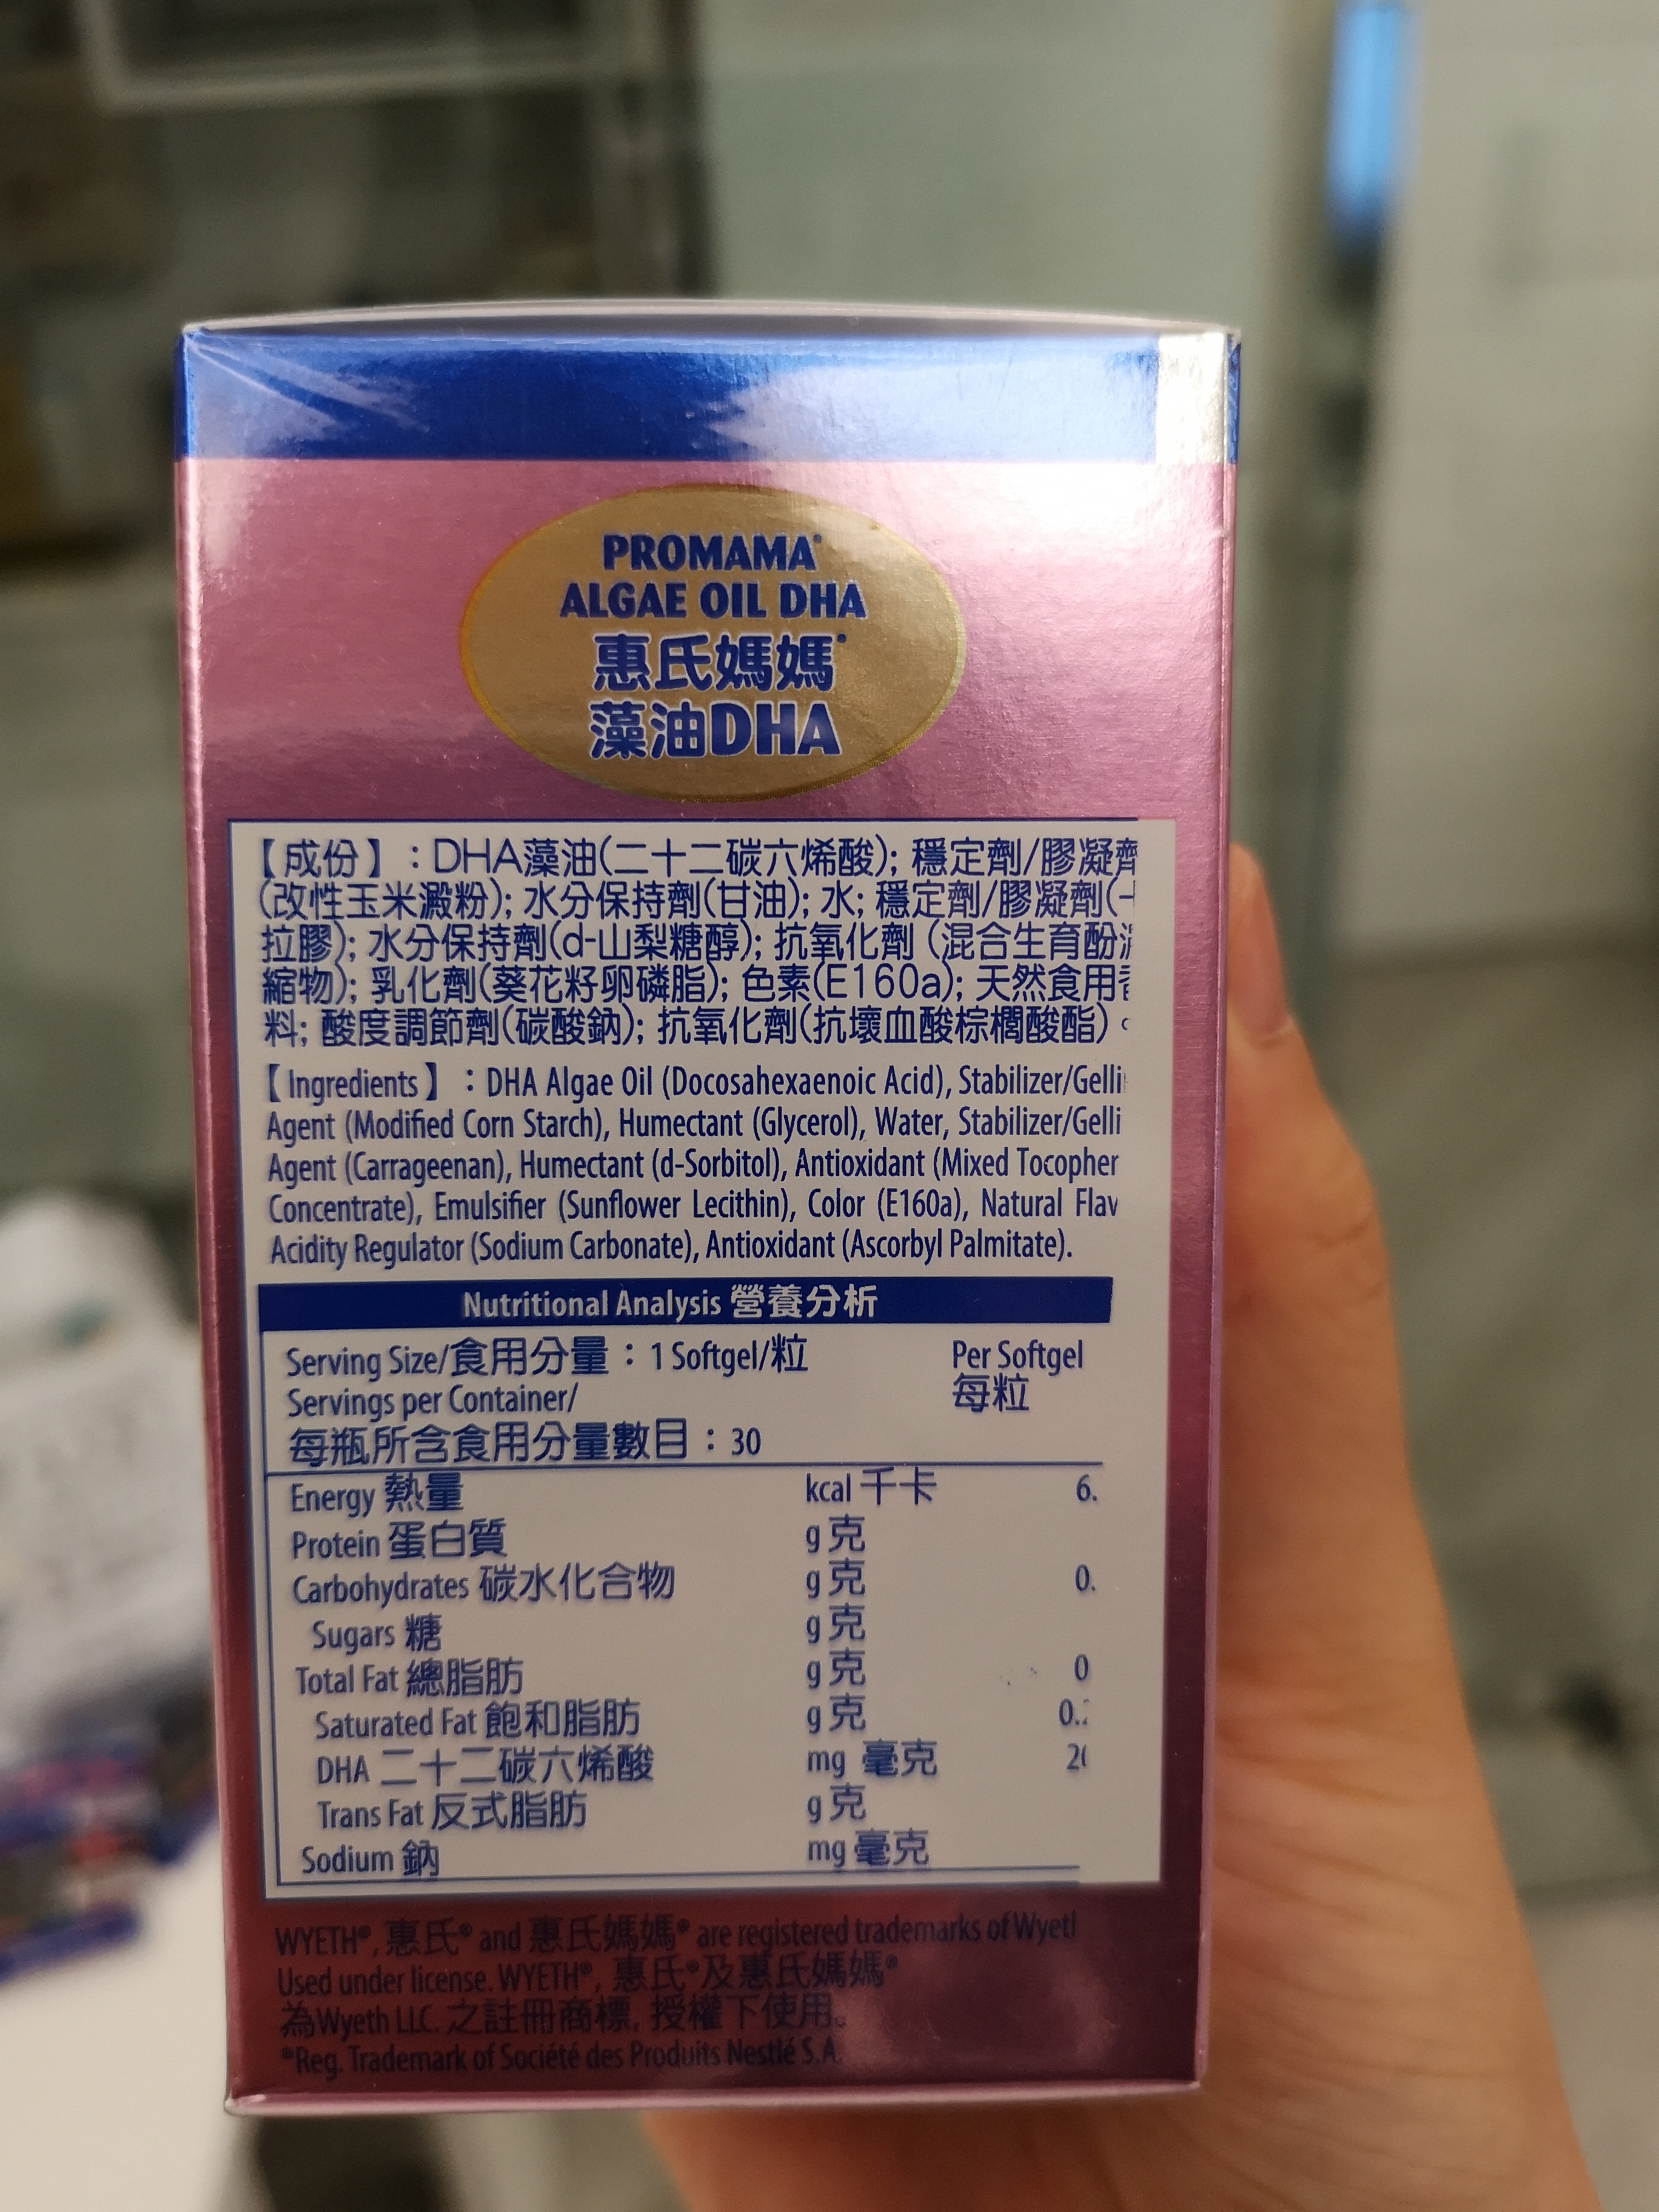 PROMAMA®
ALGAE OIL DHA
惠氏媽媽®
藻油DHA
【成份】：DHA藻油(二十二碳六烯酸); 穩定劑/膠凝劑
(改性玉米澱粉); 水分保持劑(甘油); 水; 穩定劑/膠凝劑(
拉膠); 水分保持劑(d-山梨糖醇); 抗氧化劑 (混合生育酚
縮物); 乳化劑(葵花籽卵磷脂); 色素(E160a); 天然食用
料; 酸度調節劑(碳酸鈉); 抗氧化劑(抗壞血酸棕櫚酸酯)。
【Ingredients】：DHA Algae Oil (Docosahexaenoic Acid), Stabilizer/Gelli
Agent (Modified Corn Starch), Humectant (Glycerol), Water, Stabilizer/Gelli
Agent (Carrageenan), Humectant (d-Sorbitol), Antioxidant (Mixed Tocopher
Concentrate), Emulsifier (Sunflower Lecithin), Color (E160a), Natural Flav
Acidity Regulator (Sodium Carbonate), Antioxidant (Ascorbyl Palmitate).
Nutritional Analysis 營養分析
Serving Size/食用分量：1 Softgel/粒 Per Softgel
Servings per Container/ 每粒
每瓶所含食用分量數目：30
Energy 熱量 kcal 千卡 6.
Protein 蛋白質 g 克
Carbohydrates 碳水化合物 g 克 0.
Sugars 糖 g 克
Total Fat 總脂肪 g 克 0
Saturated Fat 飽和脂肪 g 克 0.
DHA 二十二碳六烯酸 mg 毫克 2
Trans Fat 反式脂肪 g 克
Sodium 鈉 mg 毫克
WYETH®, 惠氏® and 惠氏媽媽® are registered trademarks of Wyet
Used under license. WYETH®, 惠氏®及惠氏媽媽®
為Wyeth LLC. 之註冊商標, 授權下使用。
®Reg. Trademark of Société des Produits Nestlé S.A.